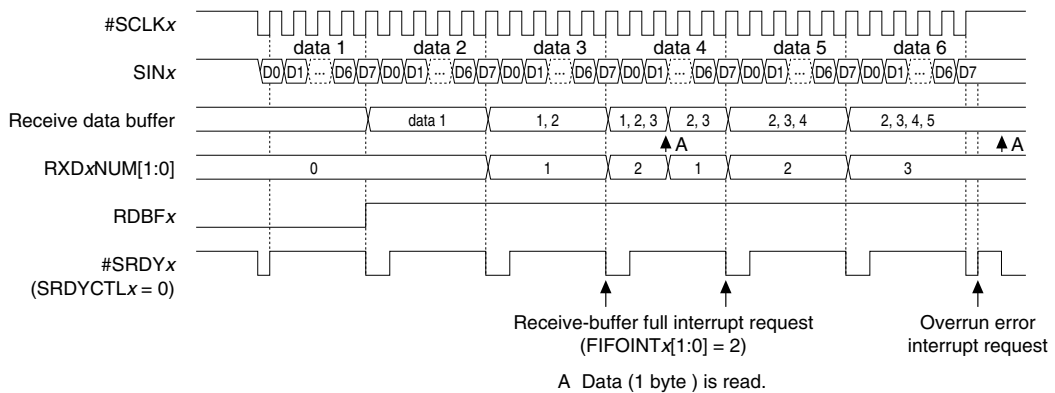 #SCLKx
data 1 data 2 data 3 data 4 data 5 data 6
SINx
D0 D1 ... D6 D7 D0 D1 ... D6 D7 D0 D1 ... D6 D7 D0 D1 ... D6 D7 D0 D1 ... D6 D7 D0 D1 ... D6 D7
Receive data buffer
data 1 1, 2 1, 2, 3 2, 3 2, 3, 4 2, 3, 4, 5
A A
RXDxNUM[1:0]
0 1 2 1 2 3
RDBFx
#SRDYx
(SRDYCTLx = 0)
Receive-buffer full interrupt request
(FIFOINTx[1:0] = 2)
Overrun error
interrupt request
A Data (1 byte ) is read.